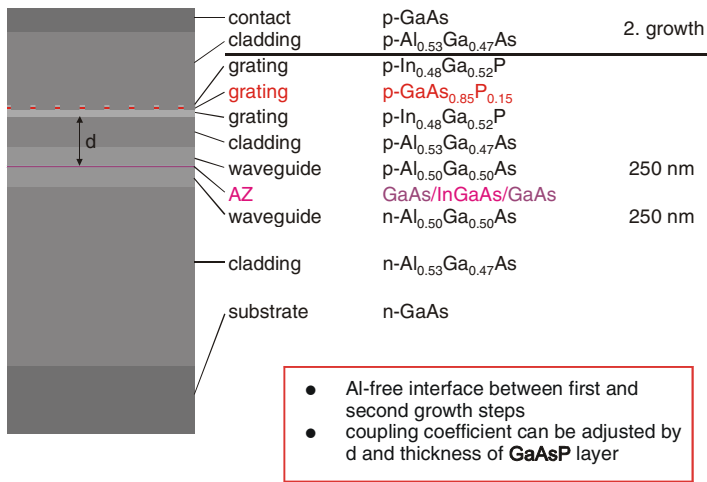 contact p-GaAs
2. growth
cladding p-Al0.53Ga0.47As
grating p-In0.48Ga0.52P
grating p-GaAs0.85P0.15
grating p-In0.48Ga0.52P
d
cladding p-Al0.53Ga0.47As
waveguide p-Al0.50Ga0.50As 250 nm
AZ GaAs/InGaAs/GaAs
waveguide n-Al0.50Ga0.50As 250 nm
cladding n-Al0.53Ga0.47As
substrate n-GaAs
● Al-free interface between first and
second growth steps
● coupling coefficient can be adjusted by
d and thickness of GaAsP layer